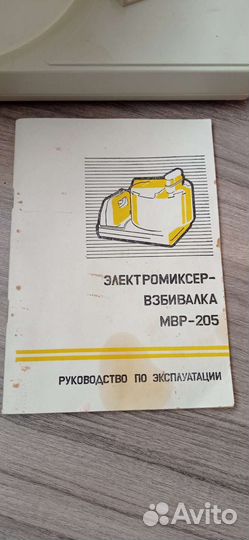 ЭЛЕКТРОМИКСЕР-
ВЗБИВАЛКА
МВР-205
РУКОВОДСТВО ПО ЭКСПЛУАТАЦИИ
Avito